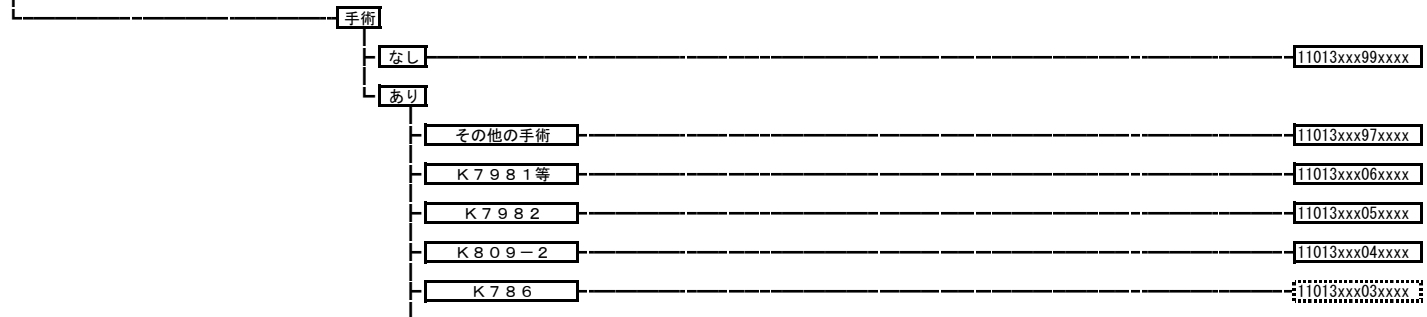 手術
なし 11013xxx99xxxx
あり
その他の手術 11013xxx97xxxx
Ｋ７９８１等 11013xxx06xxxx
Ｋ７９８２ 11013xxx05xxxx
Ｋ８０９－２ 11013xxx04xxxx
Ｋ７８６ 11013xxx03xxxx